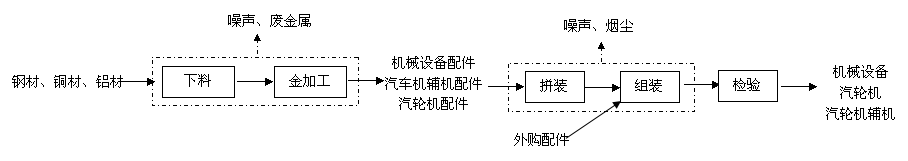 噪声、废金属
噪声、烟尘
钢材、铜材、铝材
下料
金加工
机械设备配件
汽车机辅机配件
汽轮机配件
拼装
组装
检验
机械设备
汽轮机
汽轮机辅机
外购配件